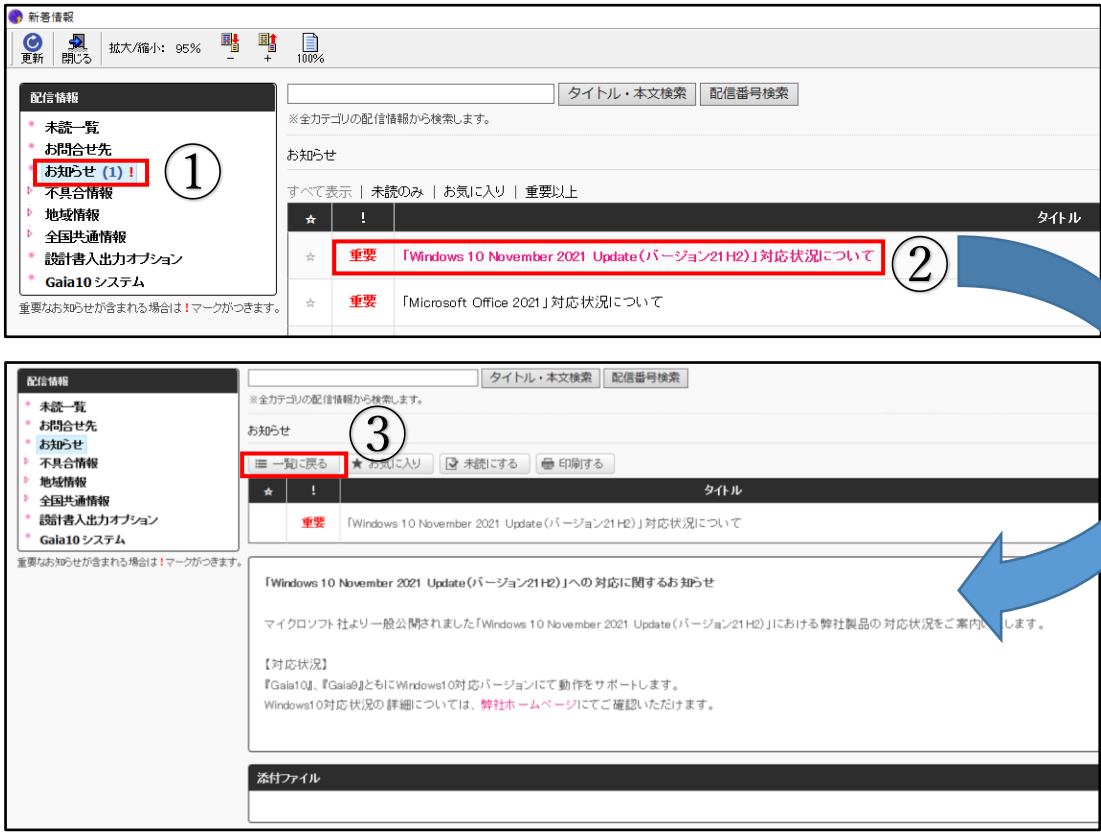 新着情報
更新 閉じる 拡大/縮小: 95% − + 100%
配信情報
未読一覧
お問合せ先
お知らせ (1) !
不具合情報
地域情報
全国共通情報
設計書入出力オプション
Gaia10 システム
重要なお知らせが含まれる場合は!マークがつきます。
①
タイトル・本文検索 配信番号検索
※全カテゴリの配信情報から検索します。
お知らせ
すべて表示 | 未読のみ | お気に入り | 重要以上
☆ ! タイトル
☆ 重要 「Windows 10 November 2021 Update(バージョン21H2)」対応状況について
②
☆ 重要 「Microsoft Office 2021」対応状況について
配信情報
未読一覧
お問合せ先
お知らせ
不具合情報
地域情報
全国共通情報
設計書入出力オプション
Gaia10 システム
重要なお知らせが含まれる場合は!マークがつきます。
タイトル・本文検索 配信番号検索
※全カテゴリの配信情報から検索します。
お知らせ
③
一覧に戻る ★ お気に入り 未読にする 印刷する
★ ! タイトル
重要 「Windows 10 November 2021 Update(バージョン21H2)」対応状況について
「Windows 10 November 2021 Update(バージョン21H2)」への対応に関するお知らせ
マイクロソフト社より一般公開されました「Windows 10 November 2021 Update(バージョン21H2)」における弊社製品の対応状況をご案内します。
【対応状況】
『Gaia10』、『Gaia9』ともにWindows10対応バージョンにて動作をサポートします。
Windows10対応状況の詳細については、弊社ホームページにてご確認いただけます。
添付ファイル